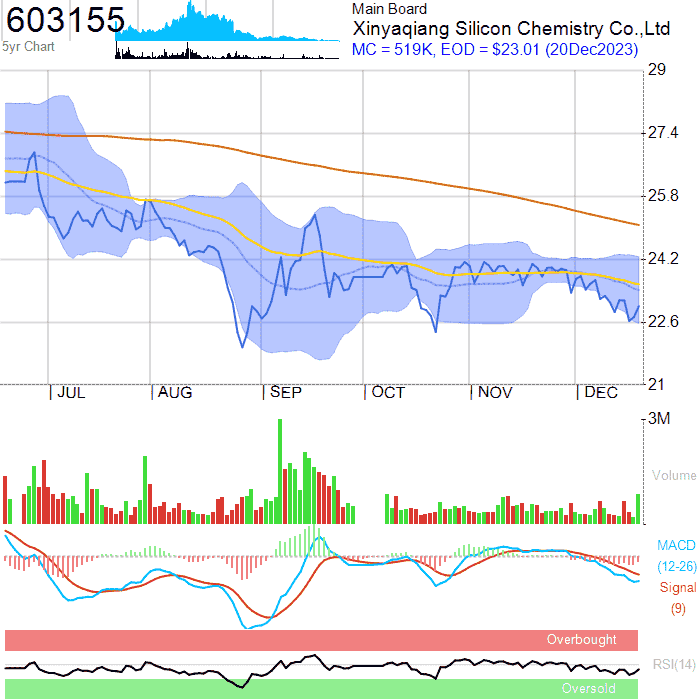 603155
Main Board
Xinyaqiang Silicon Chemistry Co.,Ltd
5yr Chart
MC = 519K, EOD = $23.01 (20Dec2023)
29
27.4
25.8
24.2
22.6
21
JUL
AUG
SEP
OCT
NOV
DEC
3M
Volume
MACD
(12-26)
Signal
(9)
Overbought
RSI(14)
Oversold